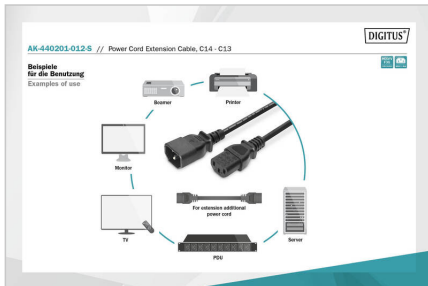 DIGITUS®
AK-440201-012-S // Power Cord Extension Cable, C14 - C13
Beispiele
für die Benutzung
Examples of use
Beamer
Printer
Monitor
For extension additional
power cord
TV
Server
PDU